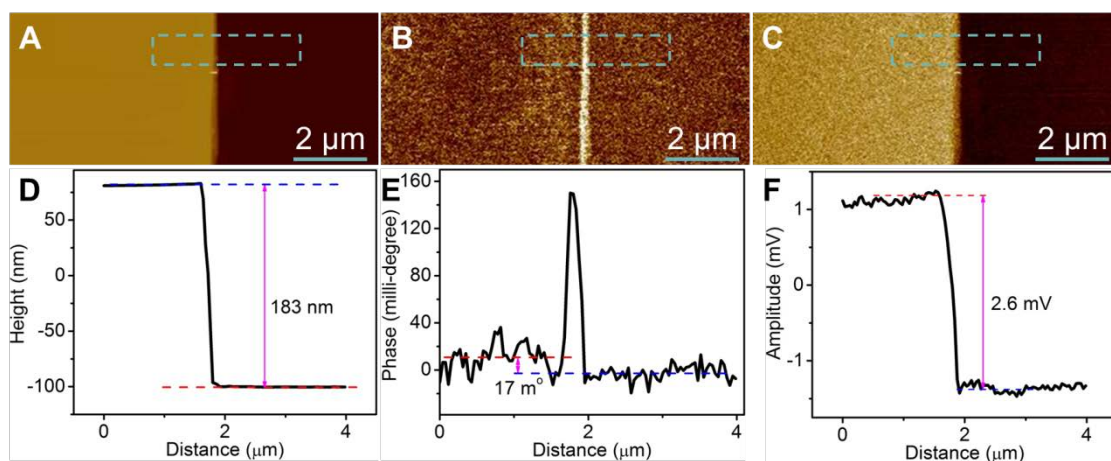 A
2 μm
B
2 μm
C
2 μm
D
Height (nm)
50
0
-50
-100
183 nm
0
2
4
Distance (μm)
E
Phase (milli-degree)
160
120
80
40
0
17 m°
0
2
4
Distance (μm)
F
Amplitude (mV)
1
0
-1
2.6 mV
0
2
4
Distance (μm)